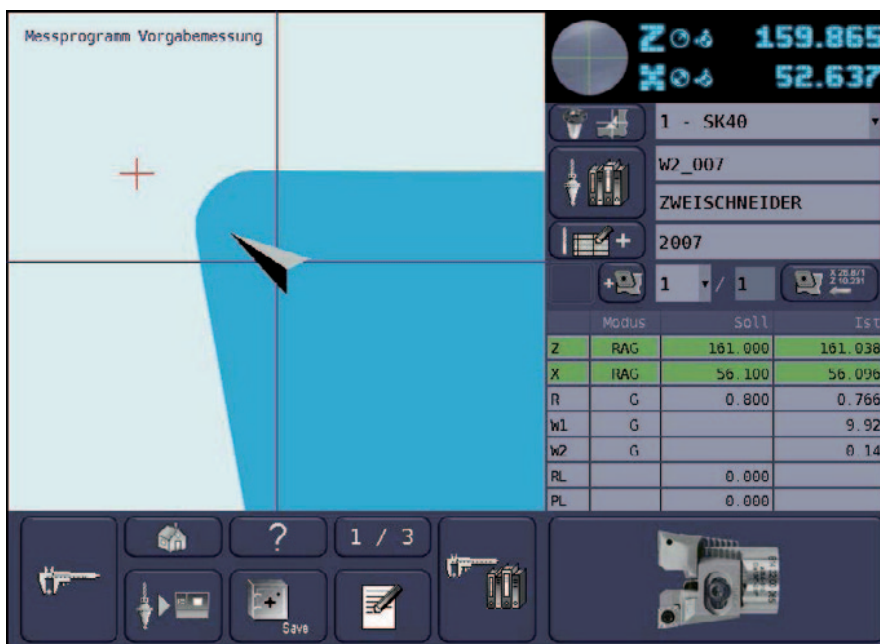 Messprogramm Vorgabemessung
Z 159.865
X 52.637
1 - SK40
W2_007
ZWEISCHNEIDER
2007
1 / 1
Modus Soll Ist
Z RAG 161.000 161.038
X RAG 56.100 56.096
R G 0.800 0.766
W1 G 9.92
W2 G 0.14
RL 0.000
PL 0.000
? 1 / 3
Save